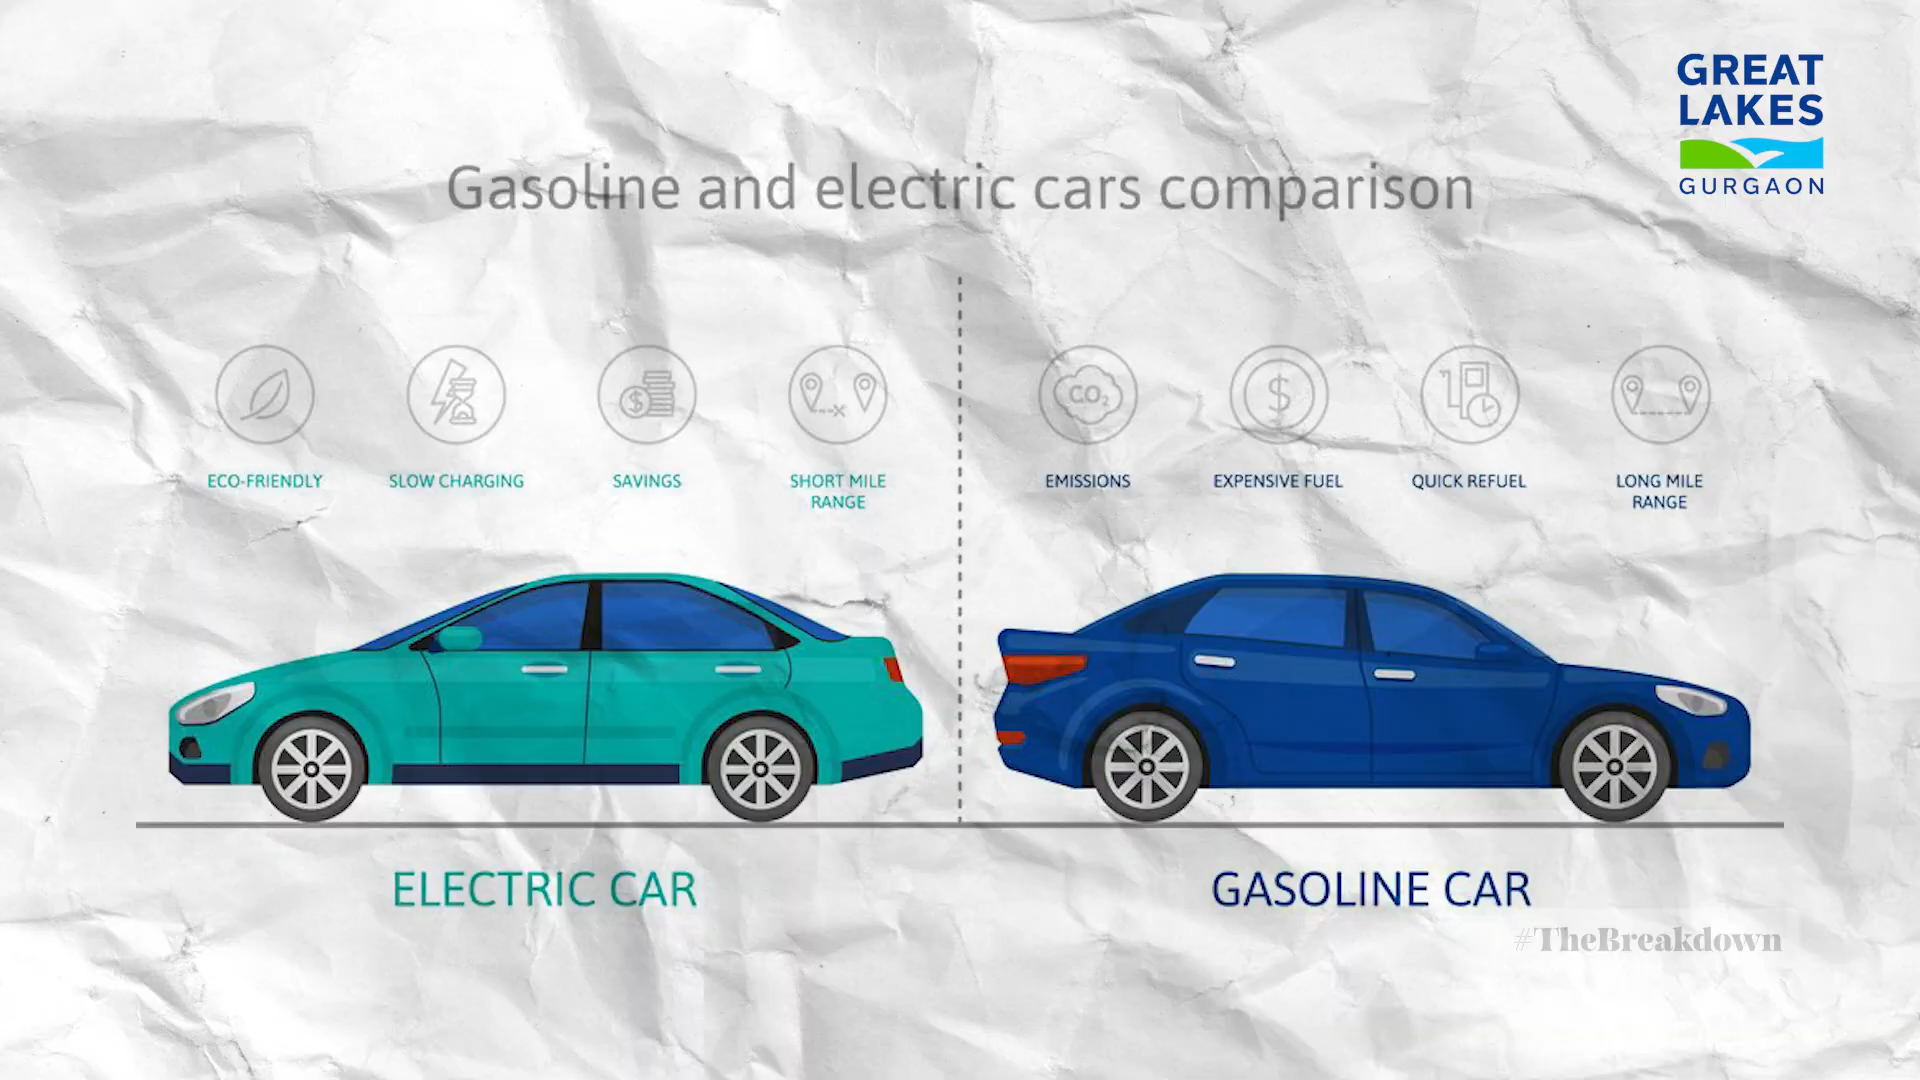 GREAT
LAKES
GURGAON
Gasoline and electric cars comparison
CO₂
$
$
ECO-FRIENDLY
SLOW CHARGING
SAVINGS
SHORT MILE
RANGE
EMISSIONS
EXPENSIVE FUEL
QUICK REFUEL
LONG MILE
RANGE
ELECTRIC CAR
GASOLINE CAR
#TheBreakdown